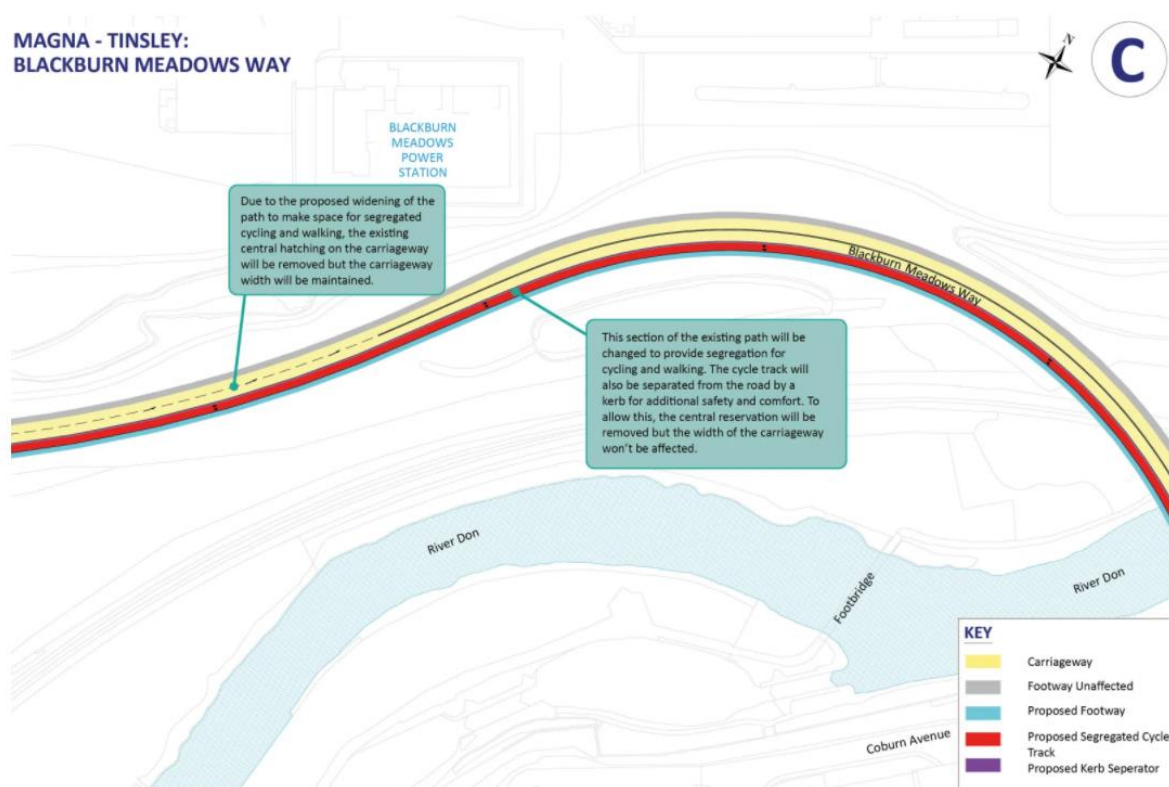 MAGNA - TINSLEY:
BLACKBURN MEADOWS WAY
N
C
BLACKBURN
MEADOWS
POWER
STATION
Due to the proposed widening of the
path to make space for segregated
cycling and walking, the existing
central hatching on the carriageway
will be removed but the carriageway
width will be maintained.
Blackburn Meadows Way
This section of the existing path will be
changed to provide segregation for
cycling and walking. The cycle track will
also be separated from the road by a
kerb for additional safety and comfort. To
allow this, the central reservation will be
removed but the width of the carriageway
won't be affected.
River Don
Footbridge
River Don
Coburn Avenue
KEY
Carriageway
Footway Unaffected
Proposed Footway
Proposed Segregated Cycle
Track
Proposed Kerb Seperator